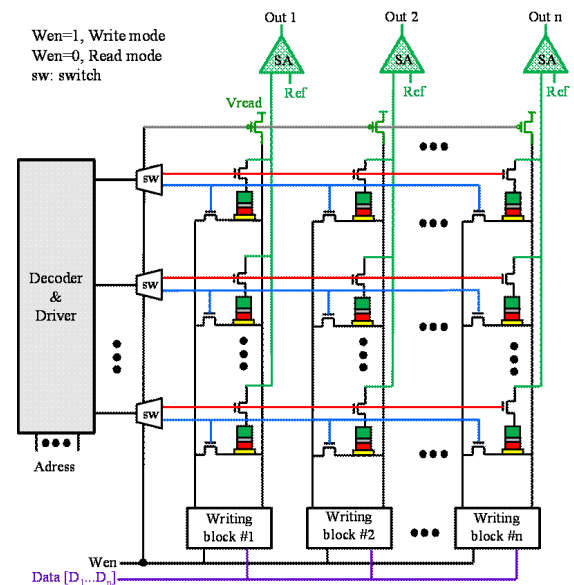 Out 1
Out 2
Out n
Wen=1, Write mode
Wen=0, Read mode
sw: switch
SA
SA
SA
Ref
Ref
Ref
Vread
sw
Decoder
&
Driver
sw
sw
Adress
Writing
block #1
Writing
block #2
Writing
block #n
Wen
Data [D1...Dn]